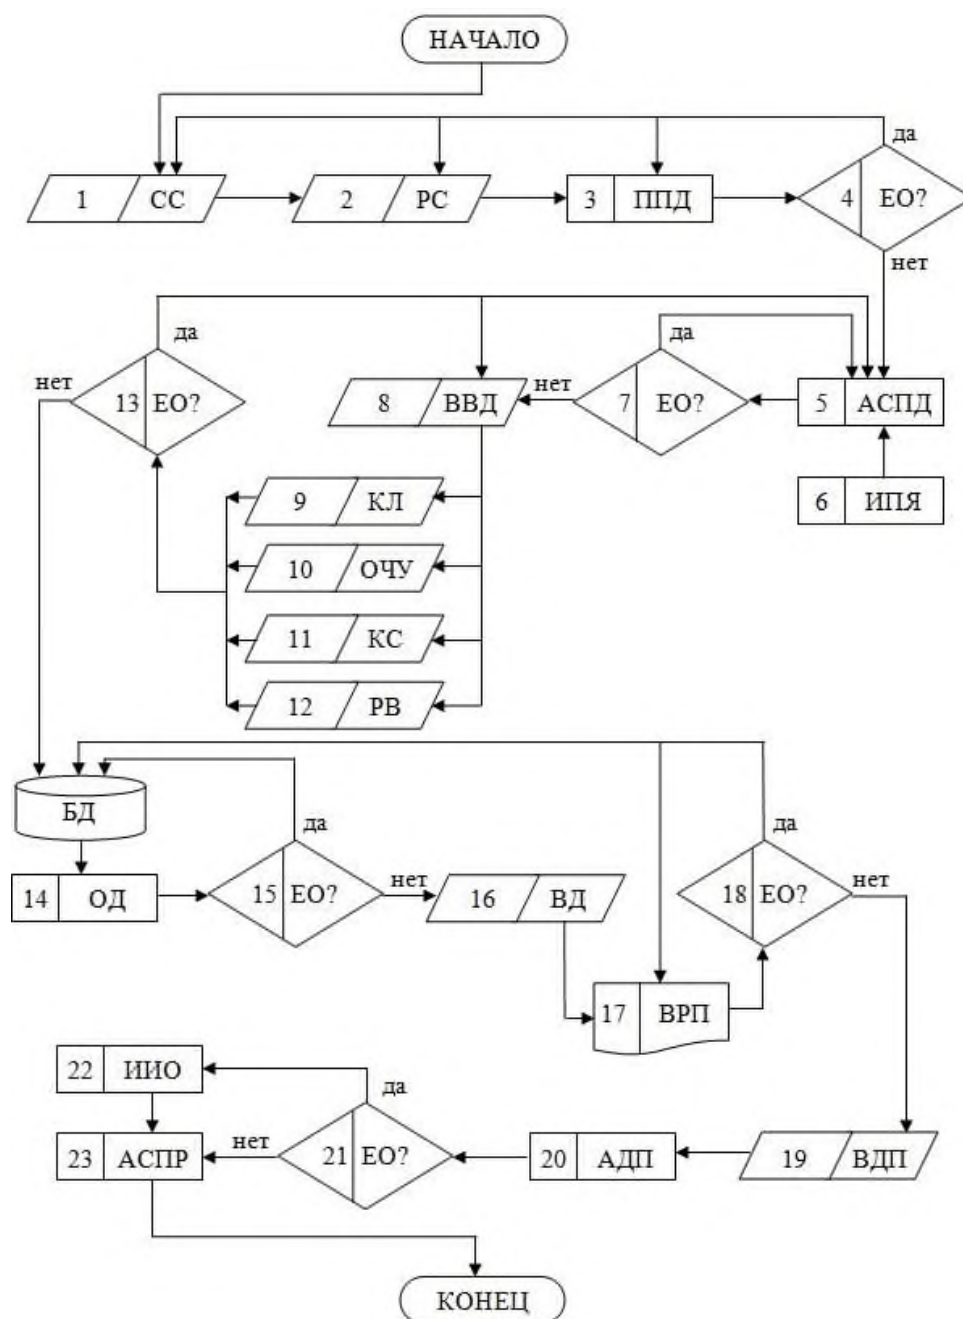 НАЧАЛО
да
1 СС 2 РС 3 ППД 4 ЕО?
нет
да да
нет 13 ЕО? 8 ВВД нет 7 ЕО? 5 АСПД
9 КЛ 6 ИПЯ
10 ОЧУ
11 КС
12 РВ
БД да да
14 ОД 15 ЕО? нет 16 ВД 18 ЕО? нет
17 ВРП
22 ИИО да
23 АСПР нет 21 ЕО? 20 АДП 19 ВДП
КОНЕЦ